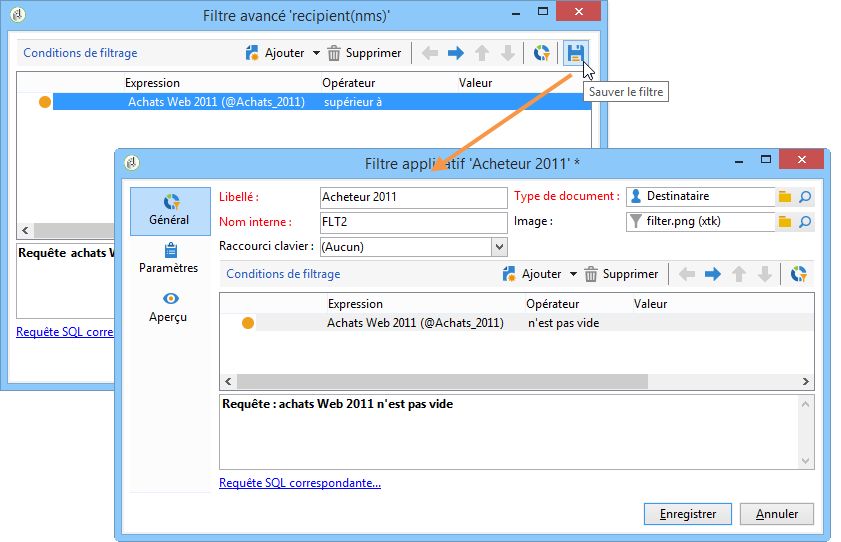 Filtre avancé 'recipient(nms)'
Conditions de filtrage Ajouter Supprimer
Sauver le filtre
Expression Opérateur Valeur
Achats Web 2011 (@Achats_2011) supérieur à
Requête achats
Requête SQL
Filtre applicatif 'Acheteur 2011' *
Général
Paramètres
Aperçu
Libellé : Acheteur 2011 Type de document : Destinataire
Nom interne : FLT2 Image : filter.png (xtk)
Raccourci clavier : (Aucun)
Conditions de filtrage Ajouter Supprimer
Expression Opérateur Valeur
Achats Web 2011 (@Achats_2011) n'est pas vide
Requête : achats Web 2011 n'est pas vide
Requête SQL correspondante...
Enregistrer Annuler